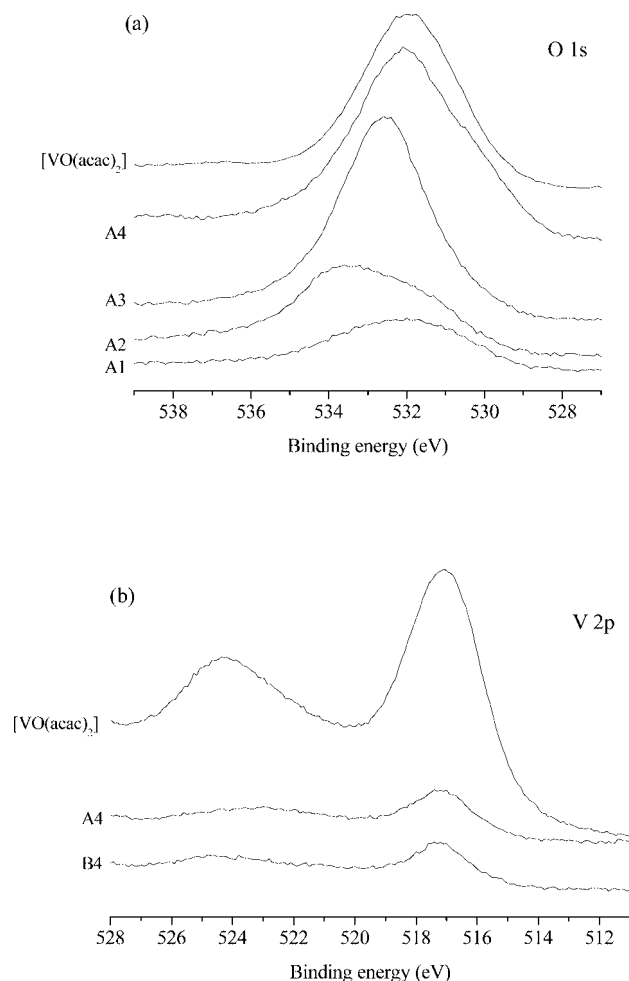 (a)
O 1s
[VO(acac)2]
A4
A3
A2
A1
538 536 534 532 530 528
Binding energy (eV)
(b)
V 2p
[VO(acac)2]
A4
B4
528 526 524 522 520 518 516 514 512
Binding energy (eV)